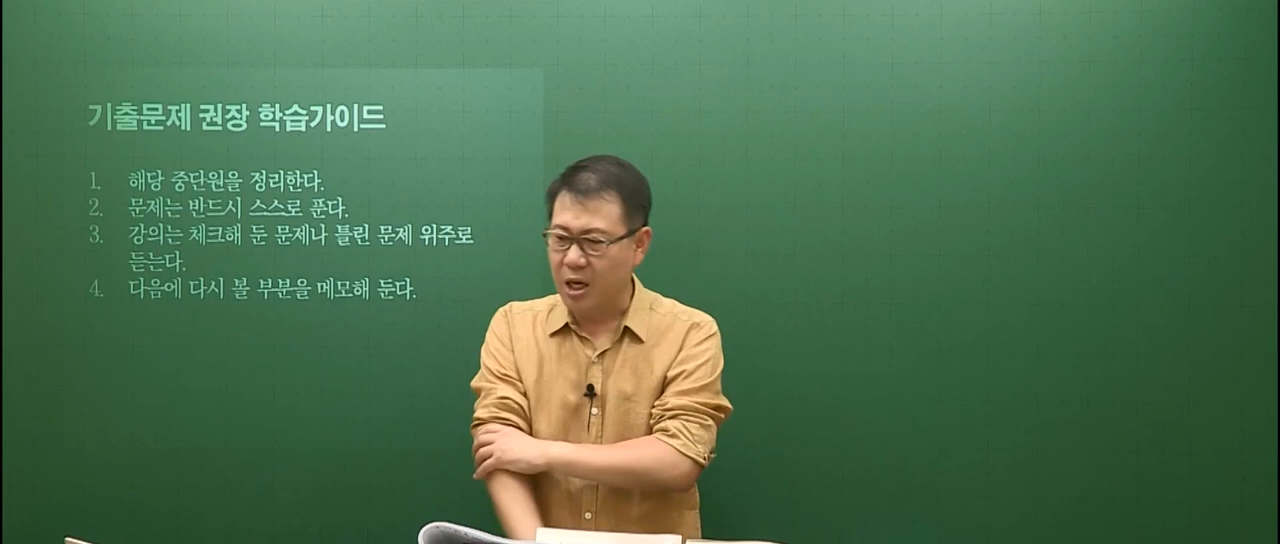 기출문제 권장 학습가이드
1. 해당 중단원을 정리한다.
2. 문제는 반드시 스스로 푼다.
3. 강의는 체크해 둔 문제나 틀린 문제 위주로
듣는다.
4. 다음에 다시 볼 부분을 메모해 둔다.